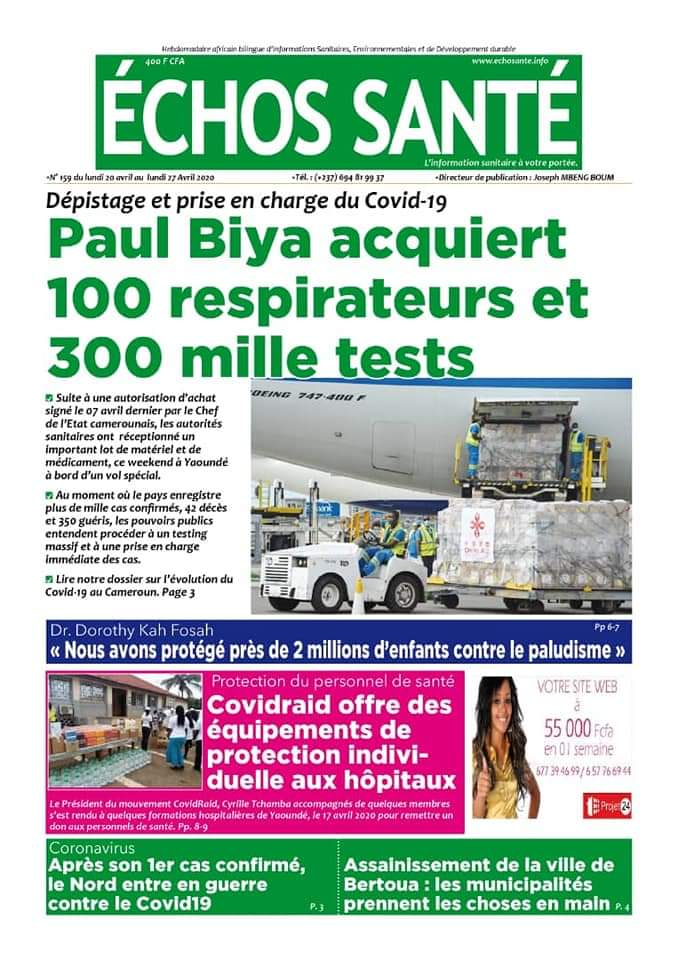 Hebdomadaire africain bilingue d'informations Sanitaires, Environnementales et de Développement durable
400 F CFA
www.echosante.info
ÉCHOS SANTÉ
L'information sanitaire à votre portée.
•N° 159 du lundi 20 avril au lundi 27 Avril 2020
•Tél. : (+237) 694 81 99 37
•Directeur de publication : Joseph MBENG BOUM
Dépistage et prise en charge du Covid-19
Paul Biya acquiert
100 respirateurs et
300 mille tests
Suite à une autorisation d'achat
signé le 07 avril dernier par le Chef
de l'Etat camerounais, les autorités
sanitaires ont réceptionné un
important lot de matériel et de
médicament, ce weekend à Yaoundé
à bord d'un vol spécial.
Au moment où le pays enregistre
plus de mille cas confirmés, 42 décès
et 350 guéris, les pouvoirs publics
entendent procéder à un testing
massif et à une prise en charge
immédiate des cas.
Lire notre dossier sur l'évolution du
Covid-19 au Cameroun. Page 3
BOEING 747-400 F
Dr. Dorothy Kah Fosah
Pp 6-7
« Nous avons protégé près de 2 millions d'enfants contre le paludisme »
Protection du personnel de santé
Covidraid offre des
équipements de
protection indivi-
duelle aux hôpitaux
Le Président du mouvement CovidRaid, Cyrille Tchamba accompagnés de quelques membres
s'est rendu à quelques formations hospitalières de Yaoundé, le 17 avril 2020 pour remettre un
don aux personnels de santé. Pp. 8-9
VOTRE SITE WEB
à
55 000 Fcfa
en 01 semaine
677 39 46 99 / 6 57 76 69 44
Projet24
Coronavirus
Après son 1er cas confirmé,
le Nord entre en guerre
contre le Covid19
P. 3
Assainissement de la ville de
Bertoua : les municipalités
prennent les choses en main P. 4